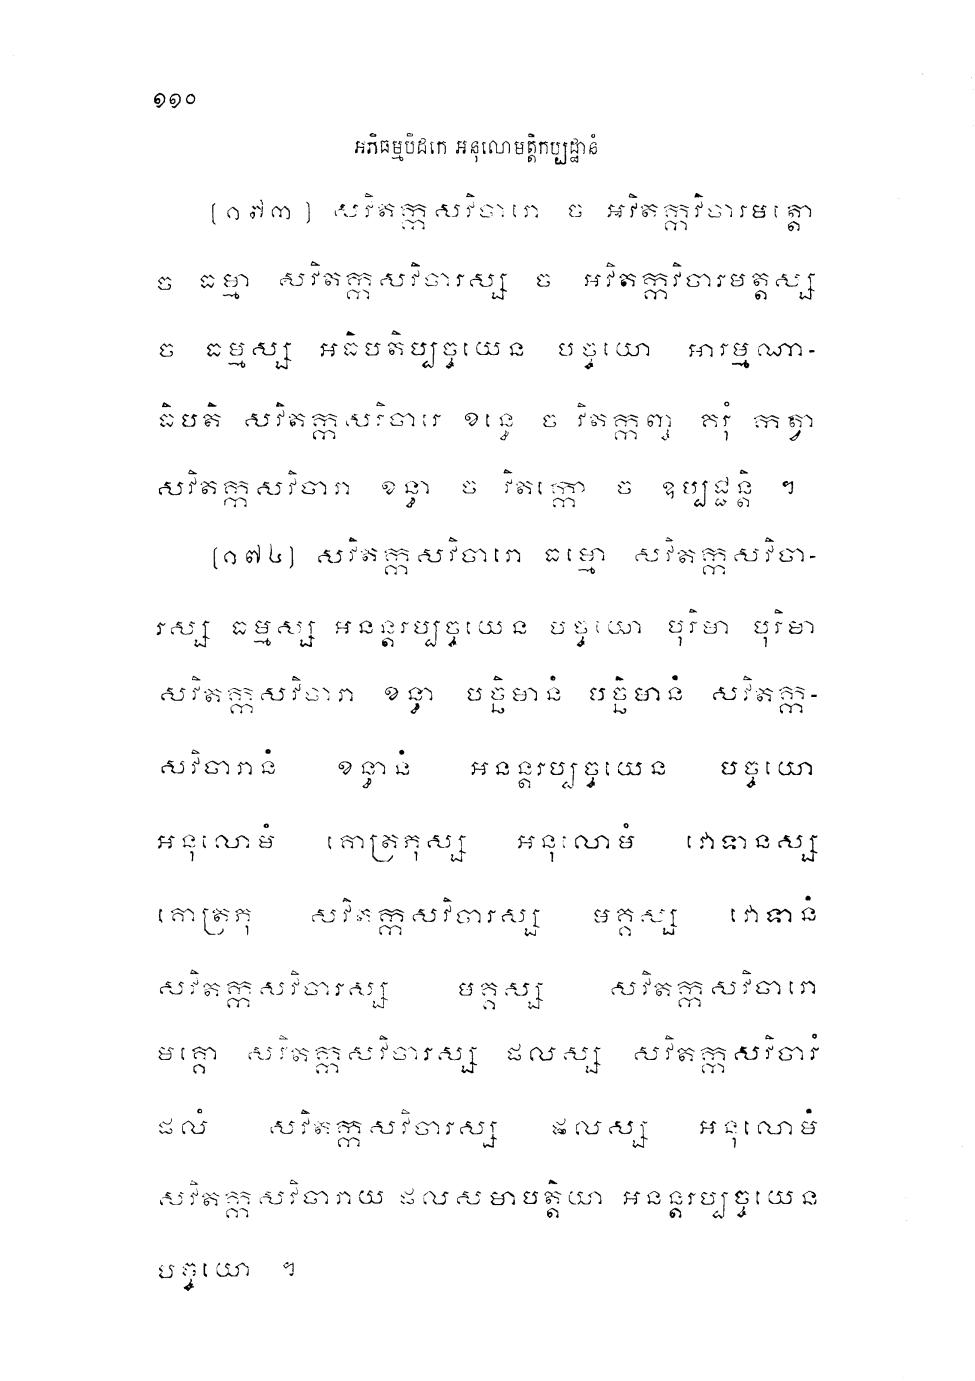 ១១០
អភិធម្មបិដកេ អនុលោមត្តិកប្បដ្ឋានំ
[១៧៣] សវិតក្កសវិចារោ ច អវិតក្កវិចារមត្តោ
ច ធម្មា សវិតក្កសវិចារស្ស ច អវិតក្កវិចារមត្តស្ស
ច ធម្មស្ស អធិបតិប្បច្ចយេន បច្ចយោ អារម្មណា-
ធិបតិ សវិតក្កសវិចារេ ខន្ធេ ច វិតក្កញ្ច គរុំ កត្វា
សវិតក្កសវិចារា ខន្ធា ច វិតក្កោ ច ឧប្បជ្ជន្តិ ។
[១៧៤] សវិតក្កសវិចារោ ធម្មោ សវិតក្កសវិចា-
រស្ស ធម្មស្ស អនន្តរប្បច្ចយេន បច្ចយោ បុរិមា បុរិមា
សវិតក្កសវិចារា ខន្ធា បច្ឆិមានំ បច្ឆិមានំ សវិតក្ក-
សវិចារានំ ខន្ធានំ អនន្តរប្បច្ចយេន បច្ចយោ
អនុលោមំ គោត្រភុស្ស អនុលោមំ វោទានស្ស
គោត្រភុ សវិតក្កសវិចារស្ស មគ្គស្ស វោទានំ
សវិតក្កសវិចារស្ស មគ្គស្ស សវិតក្កសវិចារោ
មគ្គោ សវិតក្កសវិចារស្ស ផលស្ស សវិតក្កសវិចារំ
ផលំ សវិតក្កសវិចារស្ស ផលស្ស អនុលោមំ
សវិតក្កសវិចារាយ ផលសមាបត្តិយា អនន្តរប្បច្ចយេន
បច្ចយោ ។